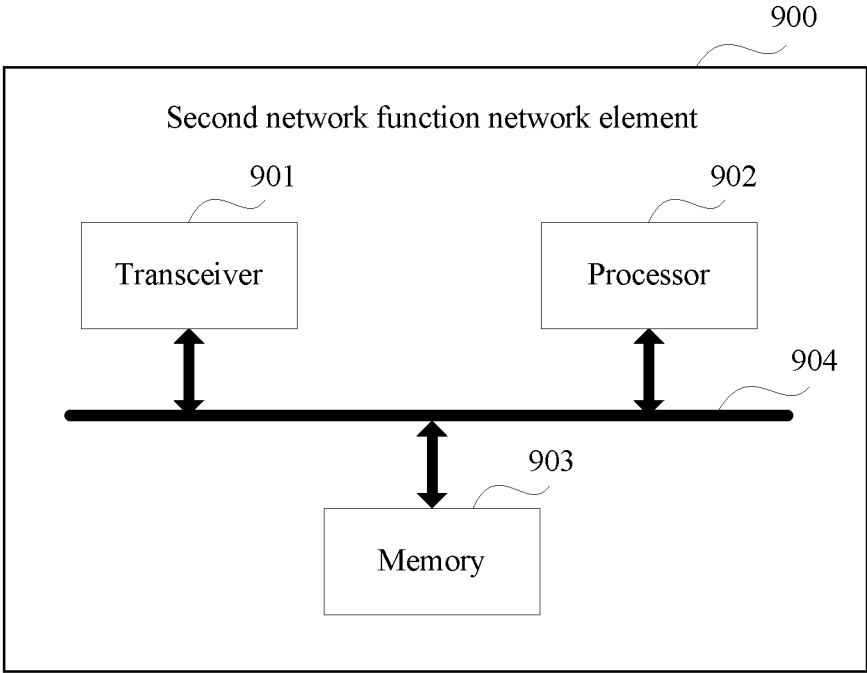 900
Second network function network element
901
902
Transceiver
Processor
904
903
Memory